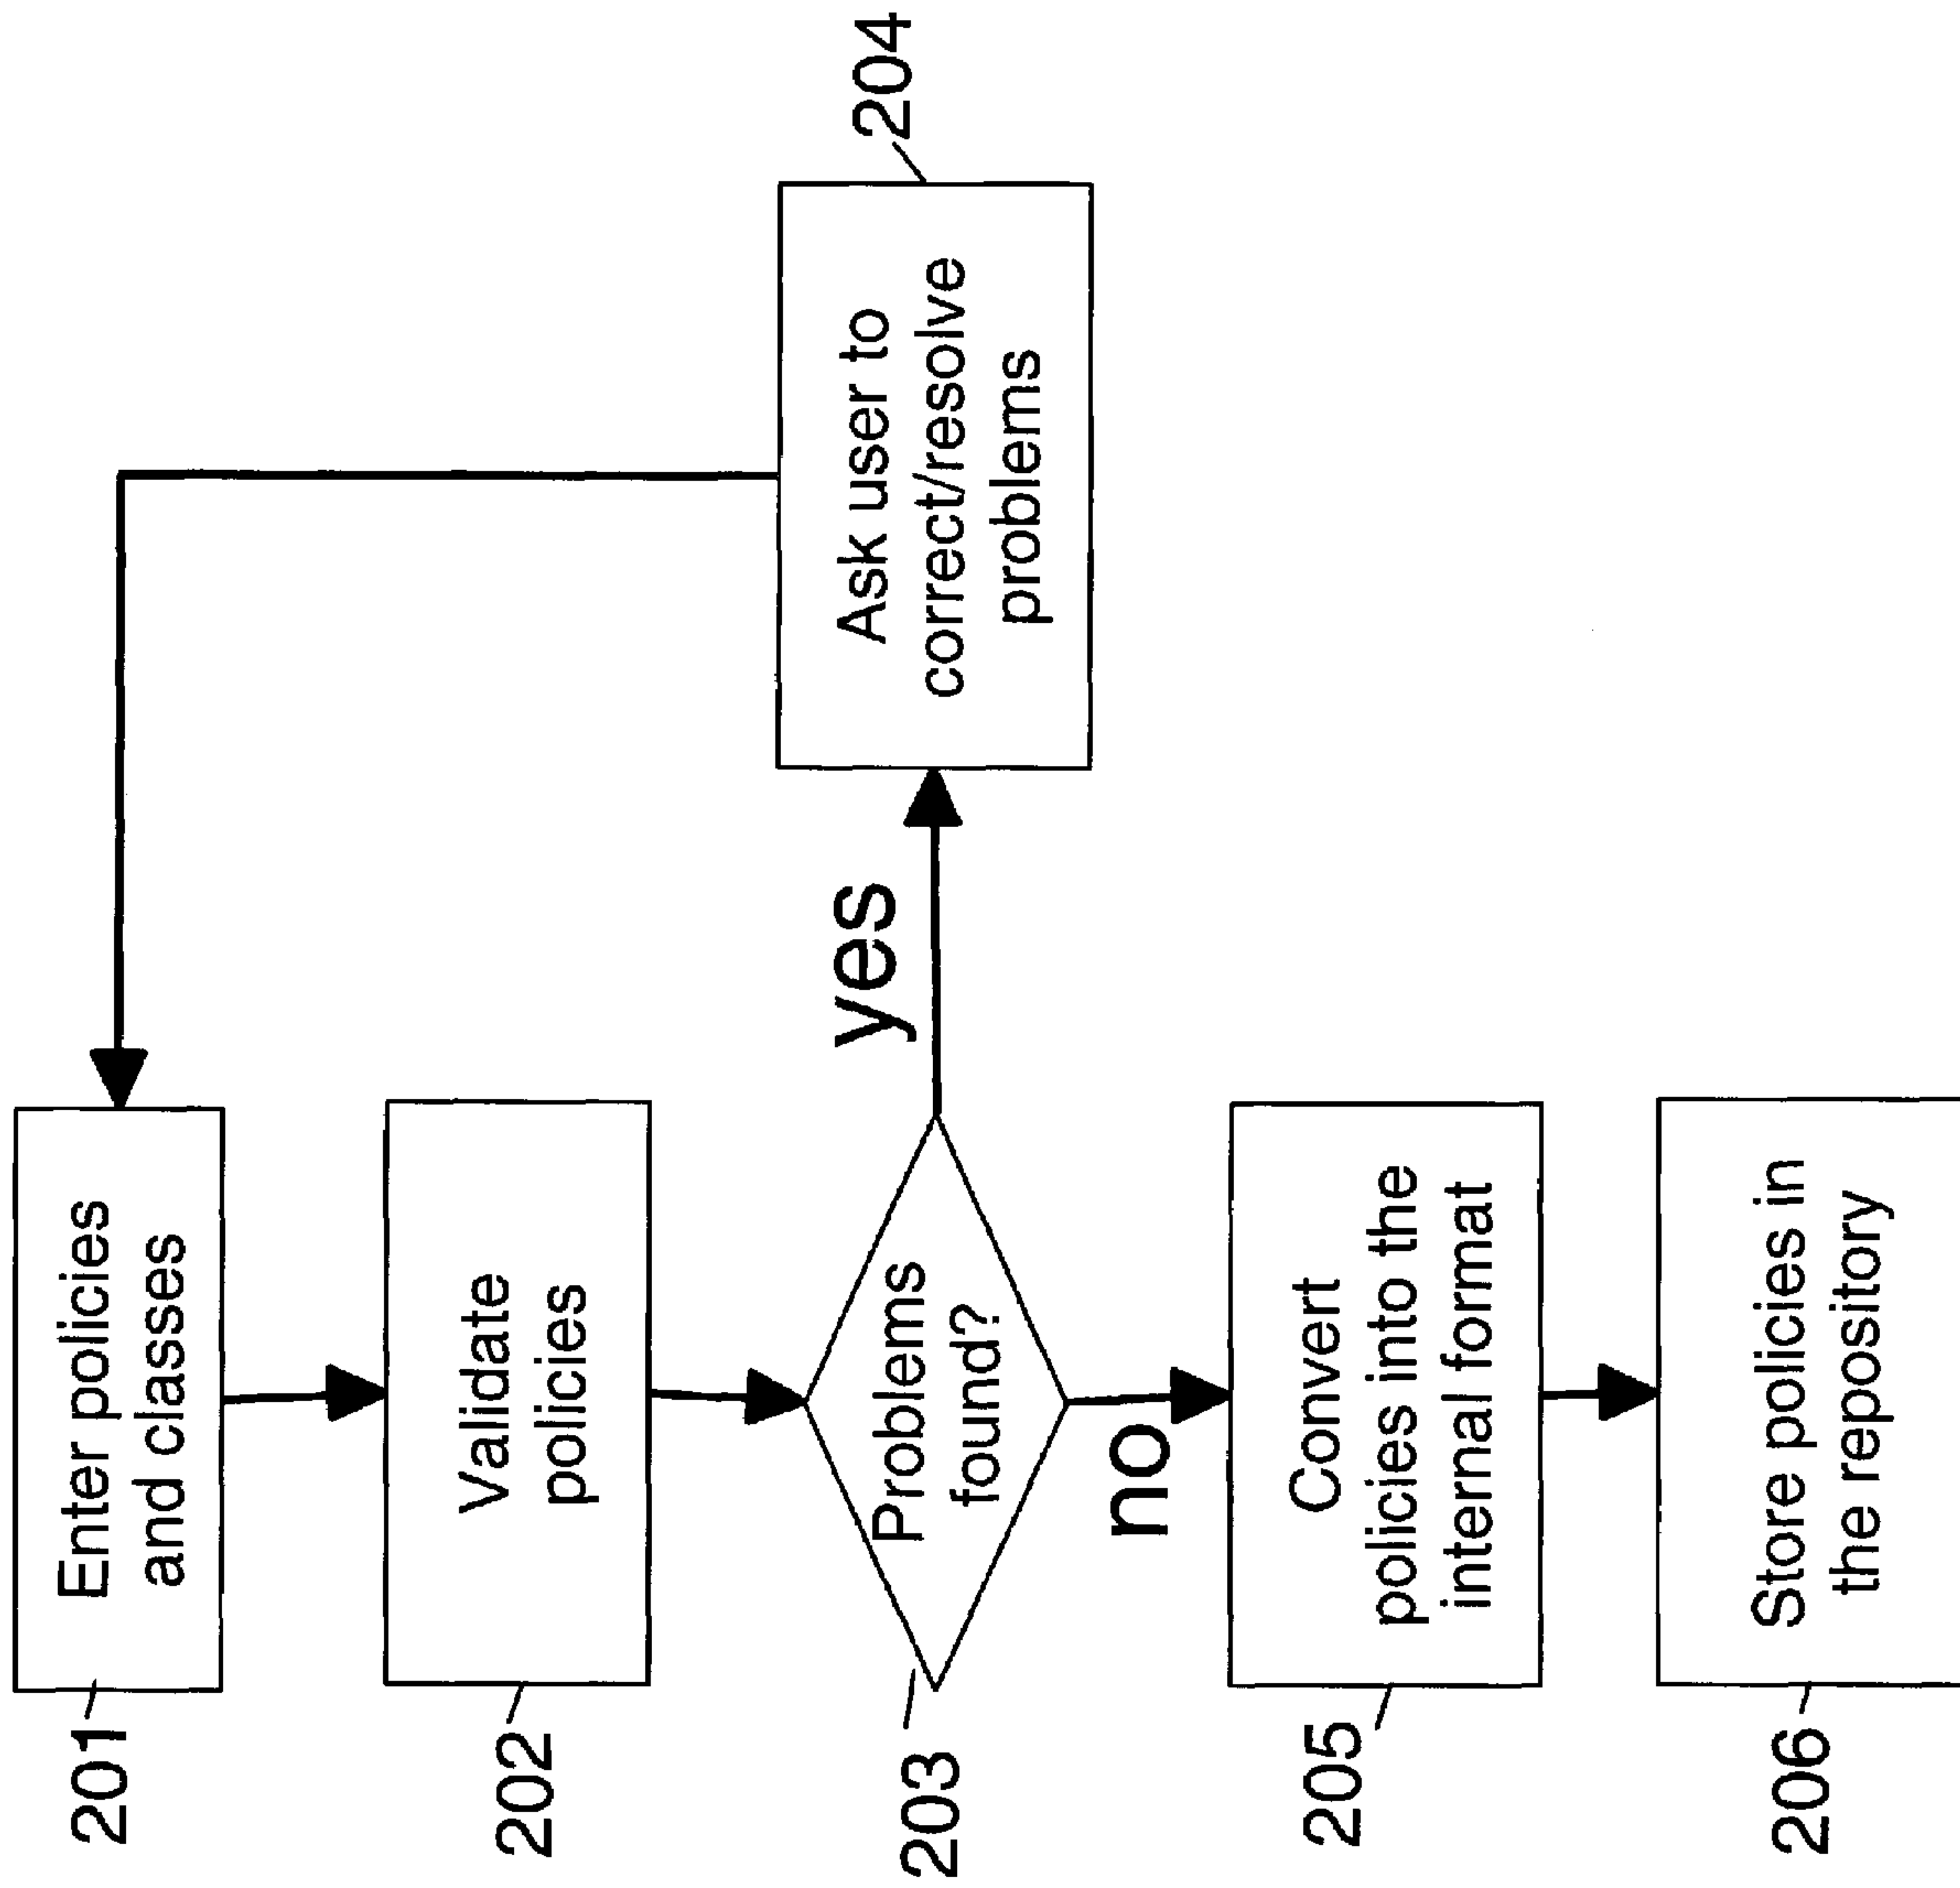 201
Enter policies
and classes
202
Validate
policies
203
Problems
found?
yes
204
Ask user to
correct/resolve
problems
no
205
Convert
policies into the
internal format
206
Store policies in
the repository